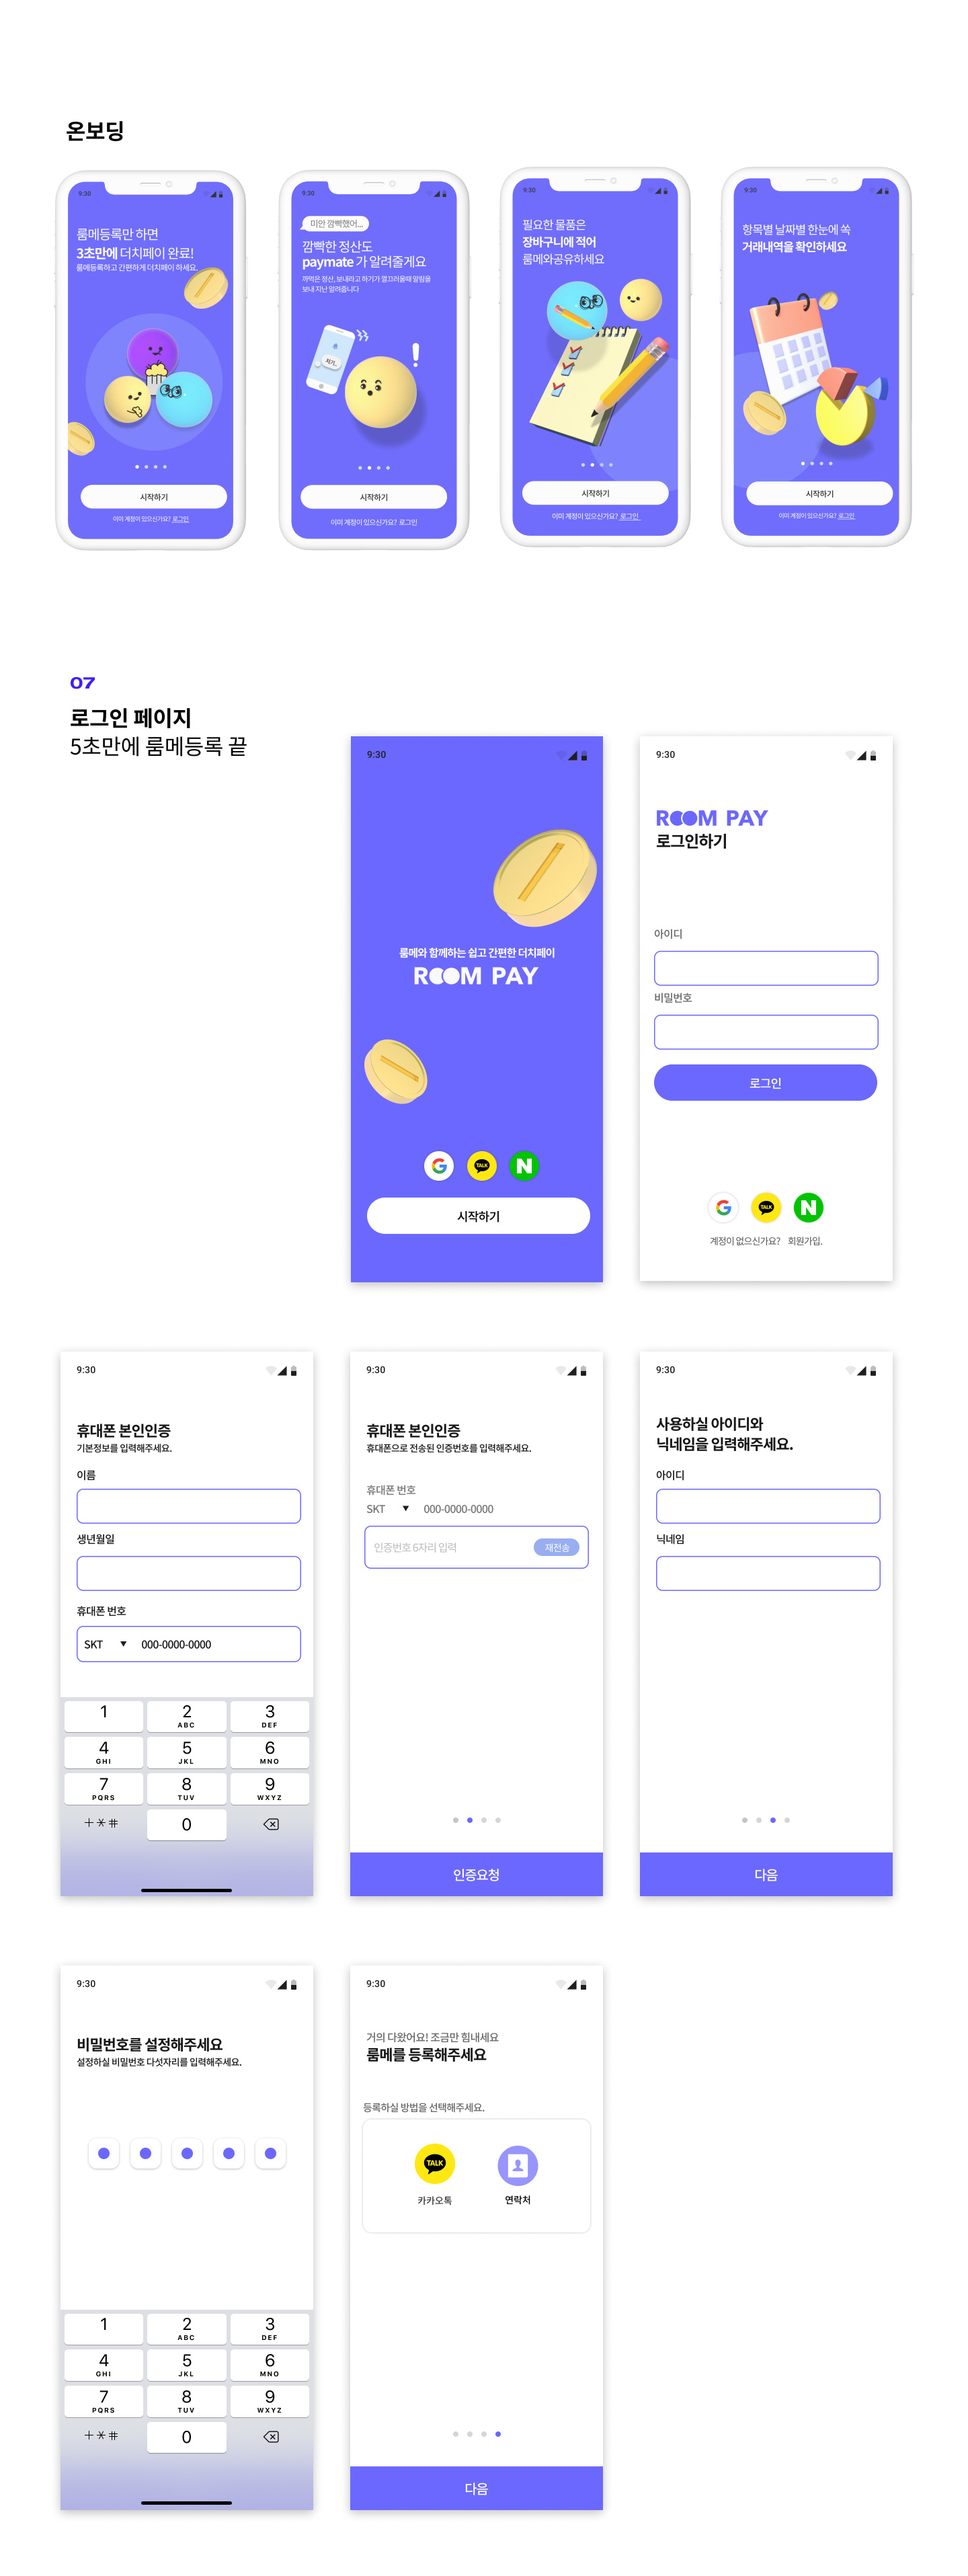 온보딩
9:30
룸메등록만 하면
3초만에 더치페이 완료!
룸메등록하고 간편하게 더치페이 하세요.
시작하기
이미 계정이 있으신가요? 로그인
9:30
미안 깜빡했어...
깜빡한 정산도
paymate 가 알려줄게요
까먹은 정산, 보내라고 하기가 껄끄러울때 알림을
보내 지난 알려줍니다
저기..
시작하기
이미 계정이 있으신가요? 로그인
9:30
필요한 물품은
장바구니에 적어
룸메와공유하세요
시작하기
이미 계정이 있으신가요? 로그인
9:30
항목별 날짜별 한눈에 쏙
거래내역을 확인하세요
시작하기
이미 계정이 있으신가요? 로그인
07
로그인 페이지
5초만에 룸메등록 끝
9:30
룸메와 함께하는 쉽고 간편한 더치페이
ROOM PAY
G
TALK
N
시작하기
9:30
ROOM PAY
로그인하기
아이디
비밀번호
로그인
G
TALK
N
계정이 없으신가요? 회원가입.
9:30
휴대폰 본인인증
기본정보를 입력해주세요.
이름
생년월일
휴대폰 번호
SKT ▼ 000-0000-0000
1 2 3
ABC DEF
4 5 6
GHI JKL MNO
7 8 9
PQRS TUV WXYZ
+*# 0
9:30
휴대폰 본인인증
휴대폰으로 전송된 인증번호를 입력해주세요.
휴대폰 번호
SKT ▼ 000-0000-0000
인증번호 6자리 입력 재전송
인증요청
9:30
사용하실 아이디와
닉네임을 입력해주세요.
아이디
닉네임
다음
9:30
비밀번호를 설정해주세요
설정하실 비밀번호 다섯자리를 입력해주세요.
1 2 3
ABC DEF
4 5 6
GHI JKL MNO
7 8 9
PQRS TUV WXYZ
+*# 0
9:30
거의 다왔어요! 조금만 힘내세요
룸메를 등록해주세요
등록하실 방법을 선택해주세요.
TALK
카카오톡 연락처
다음